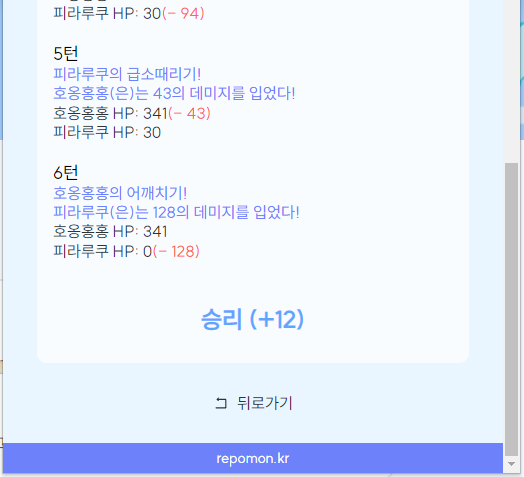 피라루쿠 HP: 30(- 94)
5턴
피라루쿠의 급소때리기!
호옹홍홍(은)는 43의 데미지를 입었다!
호옹홍홍 HP: 341(- 43)
피라루쿠 HP: 30
6턴
호옹홍홍의 어깨치기!
피라루쿠(은)는 128의 데미지를 입었다!
호옹홍홍 HP: 341
피라루쿠 HP: 0(- 128)
승리 (+12)
뒤로가기
repomon.kr